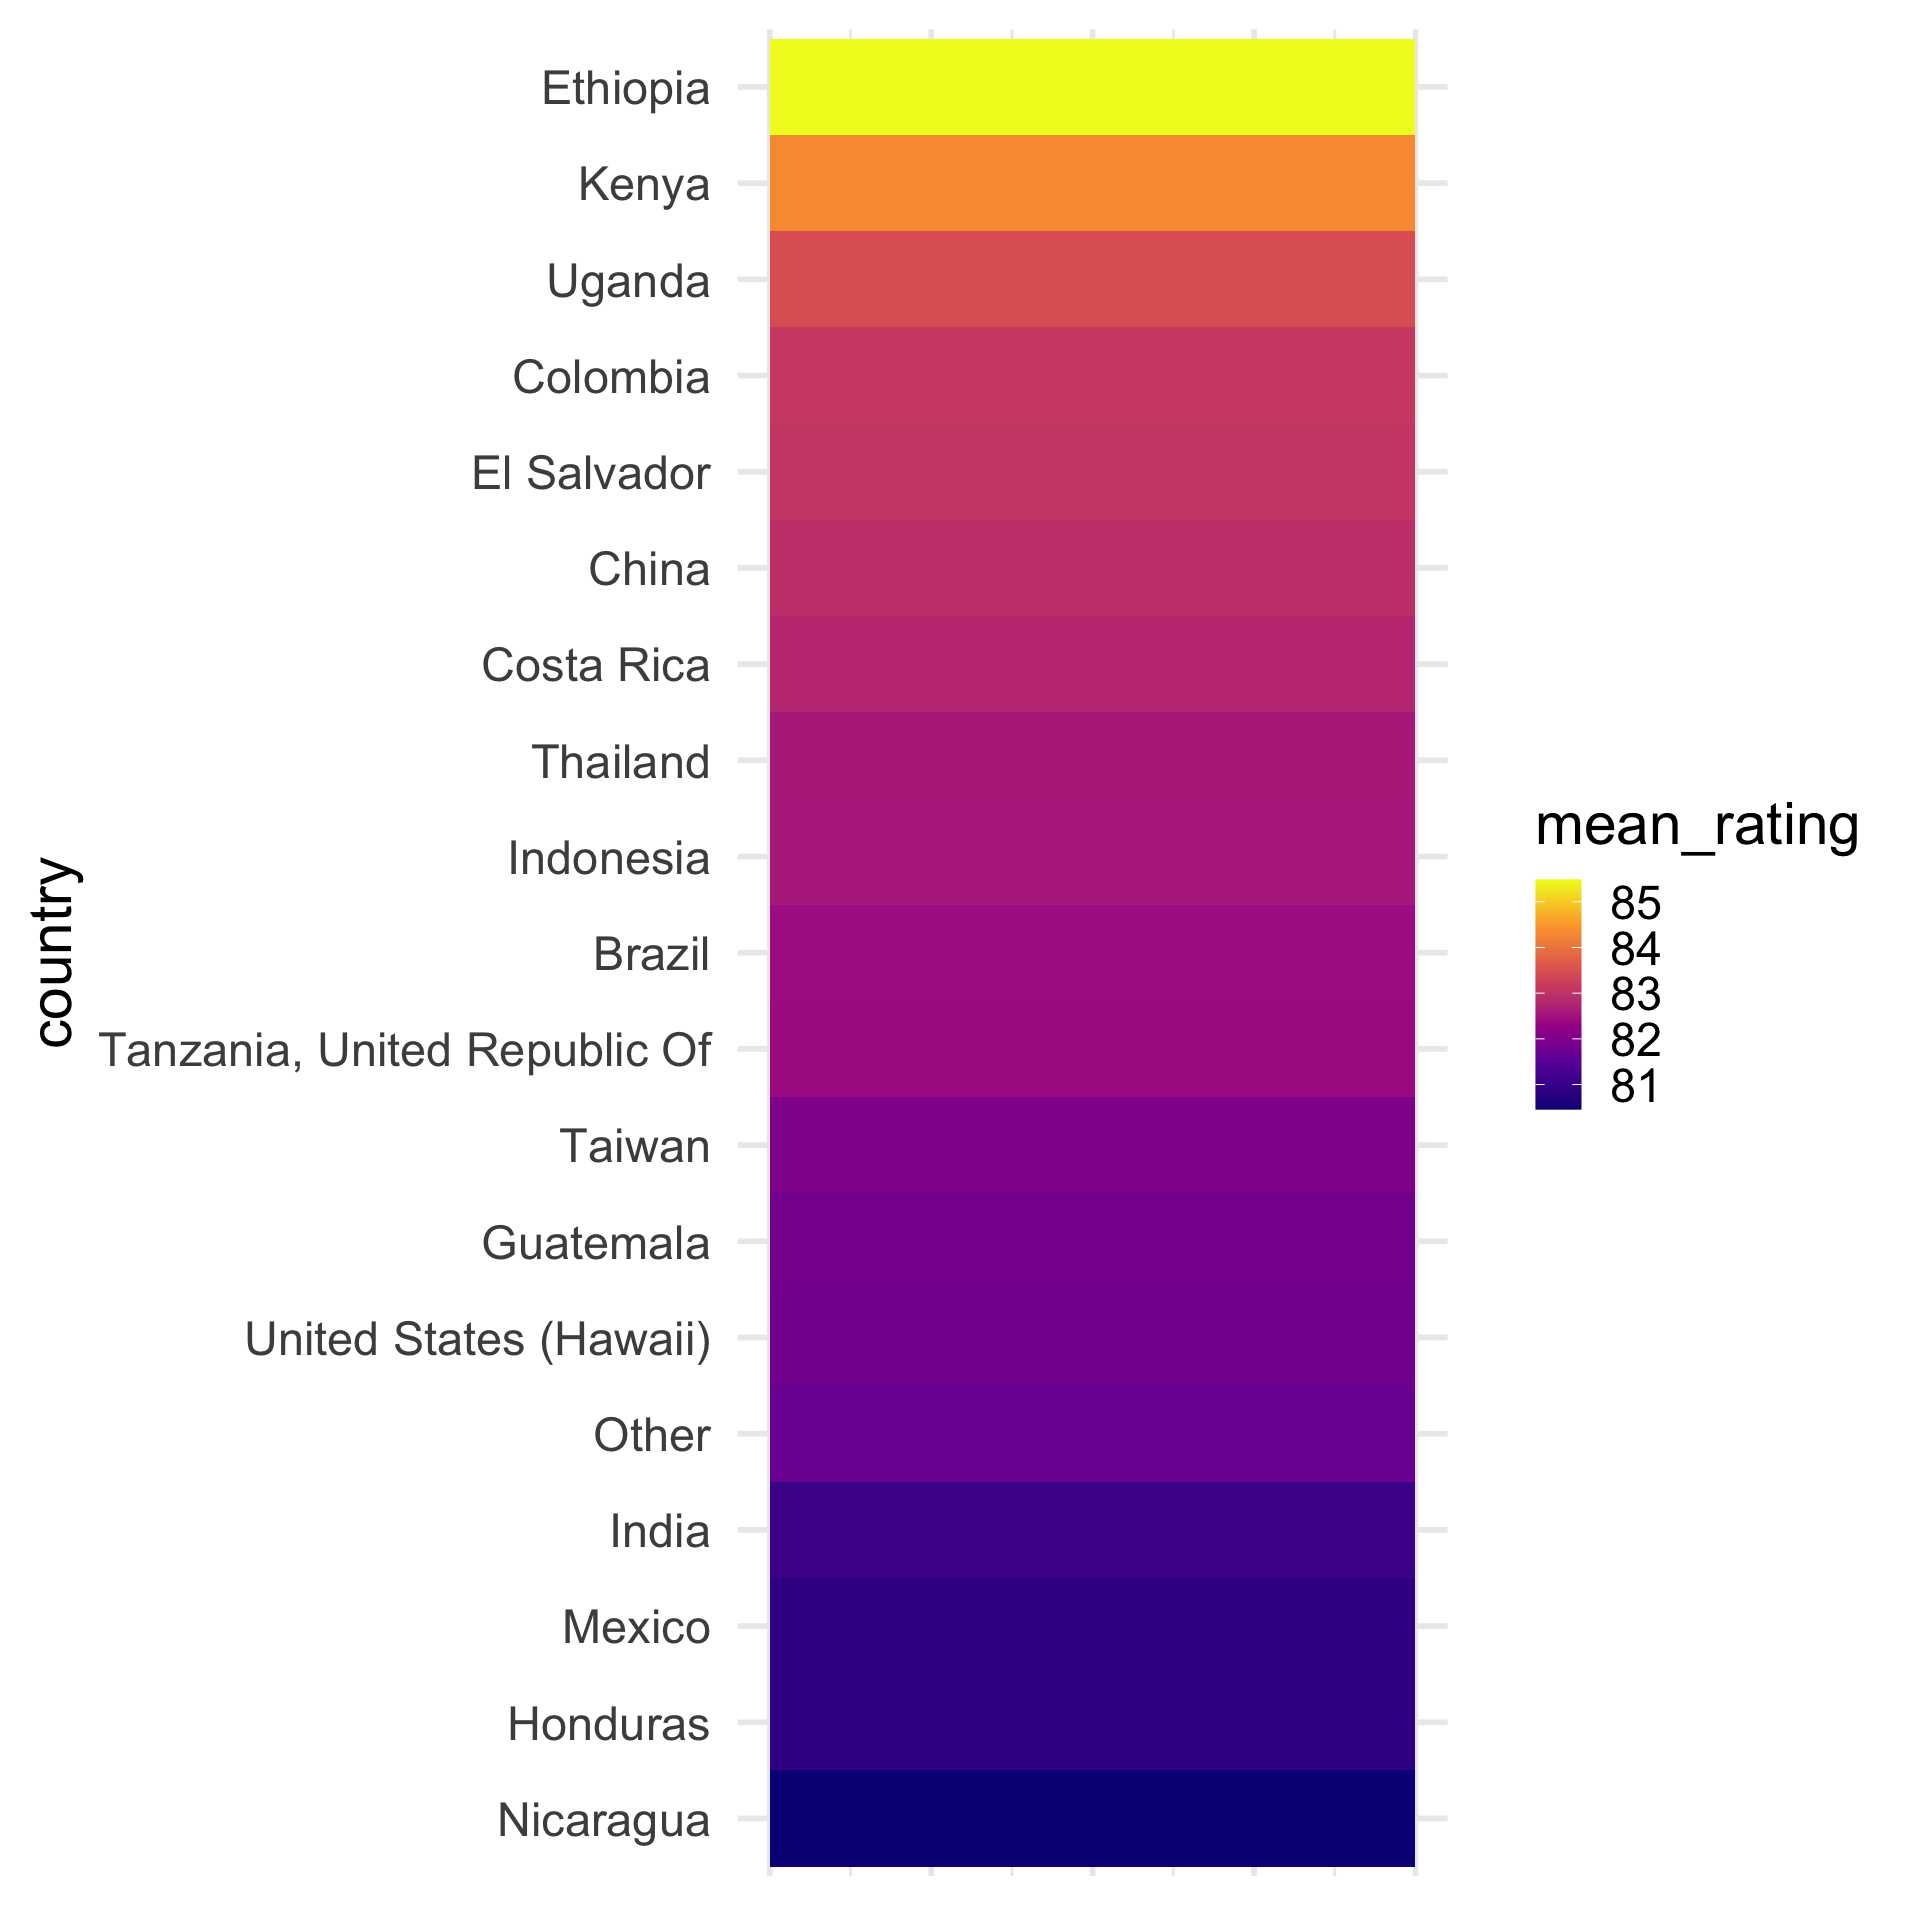 country
Ethiopia
Kenya
Uganda
Colombia
El Salvador
China
Costa Rica
Thailand
Indonesia
Brazil
Tanzania, United Republic Of
Taiwan
Guatemala
United States (Hawaii)
Other
India
Mexico
Honduras
Nicaragua
mean_rating
85
84
83
82
81